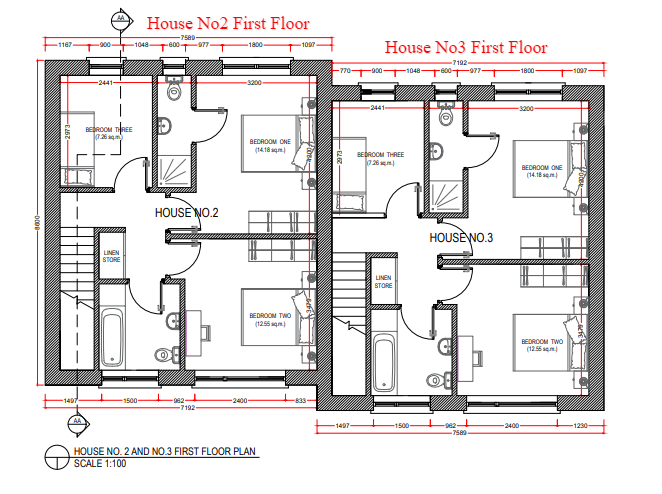 AA
House No2 First Floor
7589
1167 900 1048 600 977 1800 1097
House No3 First Floor
7192
770 900 1048 600 977 1800 1097
2441 3200
2441 3200
2973
BEDROOM THREE
(7.26 sq.m.)
BEDROOM ONE
(14.18 sq.m.)
2973
BEDROOM THREE
(7.26 sq.m.)
BEDROOM ONE
(14.18 sq.m.)
HOUSE NO.2
8600
HOUSE NO.3
LINEN
STORE
LINEN
STORE
3473
BEDROOM TWO
(12.55 sq.m.)
3473
BEDROOM TWO
(12.55 sq.m.)
1497 1500 962 2400 833
7192
AA
1497 1500 962 2400 1230
7589
HOUSE NO. 2 AND NO.3 FIRST FLOOR PLAN
SCALE 1:100